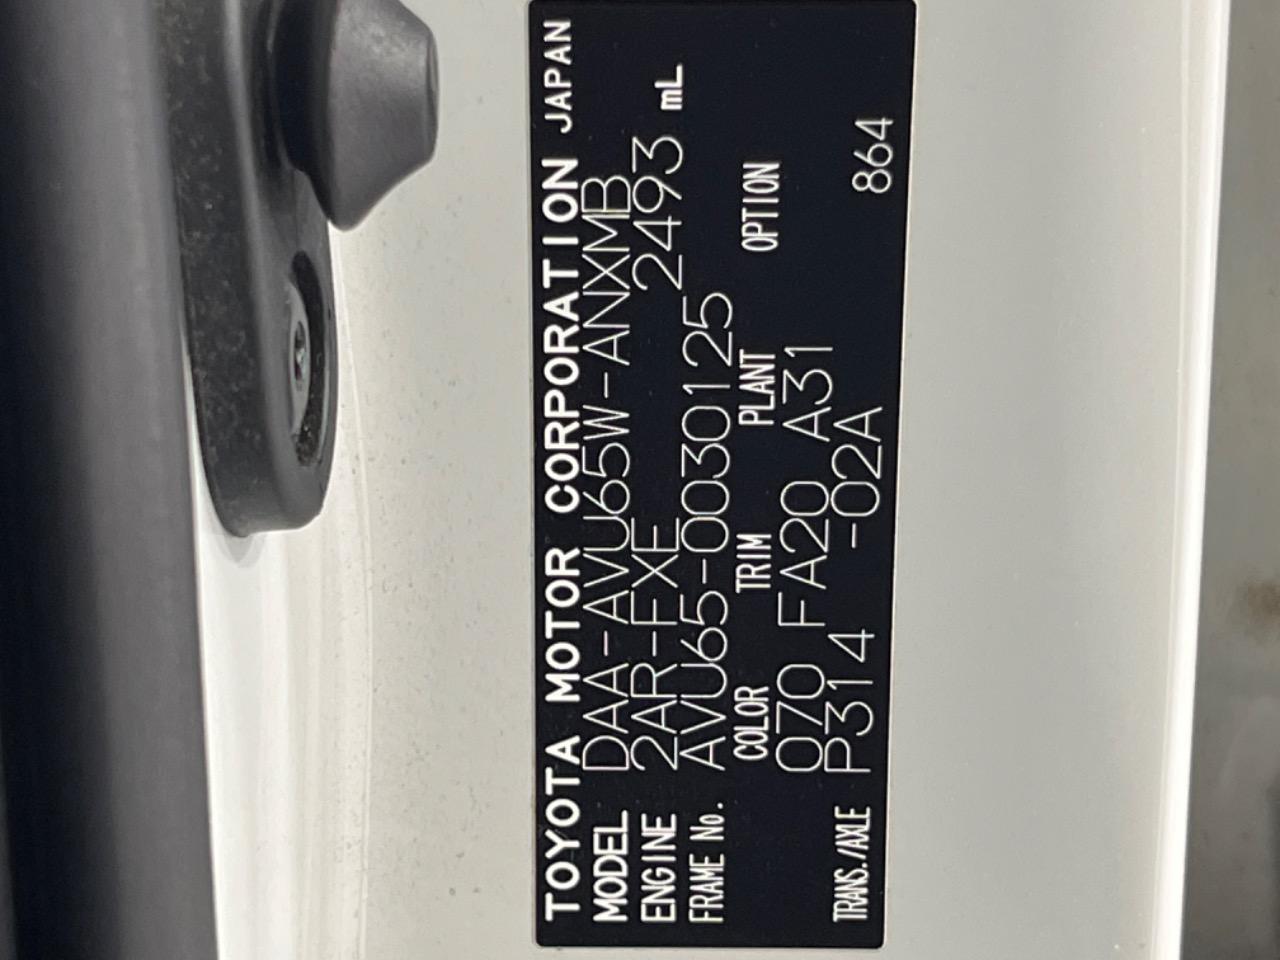 TOYOTA MOTOR CORPORATION JAPAN
MODEL DAA-AVU65W-ANXMB
ENGINE 2AR-FXE 2493 mL
FRAME No. AVU65-0030125
COLOR TRIM PLANT OPTION
070 FA20 A31
TRANS./AXLE P314 -02A 864